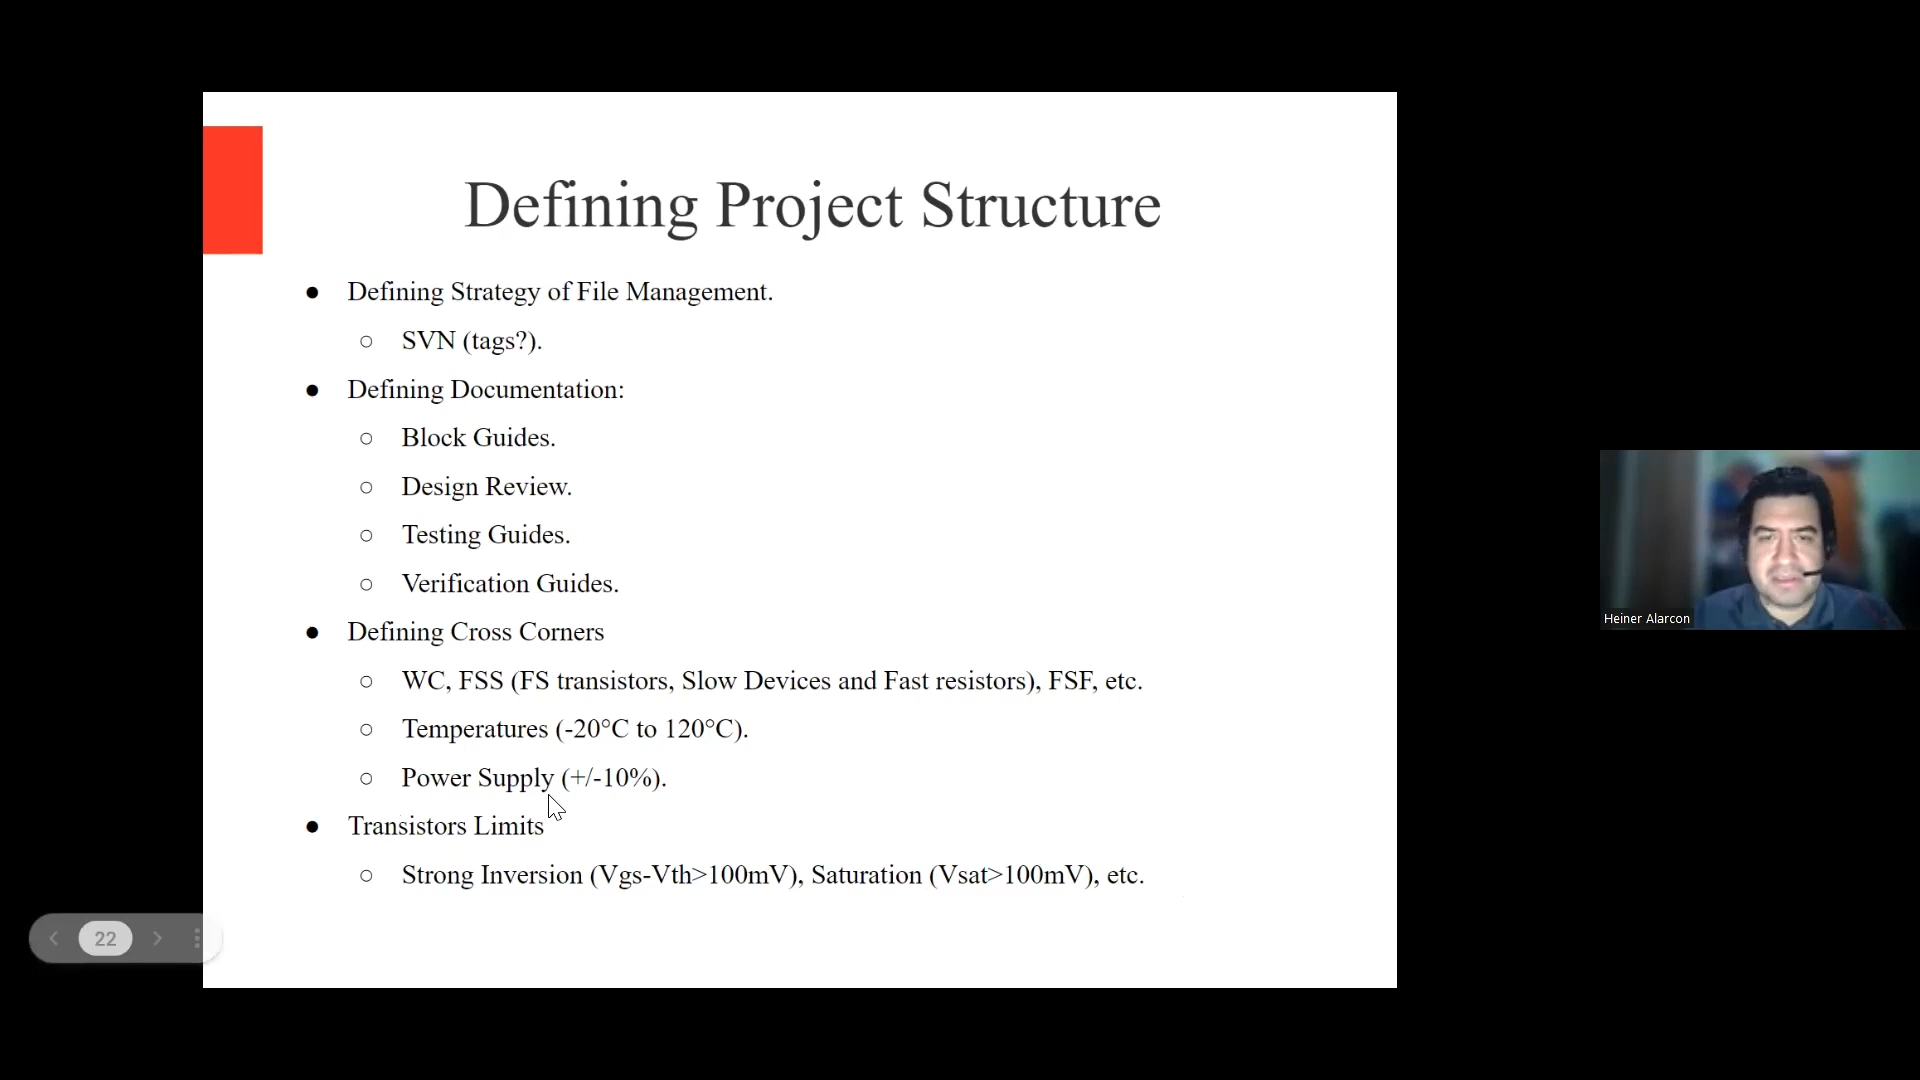 Defining Project Structure
● Defining Strategy of File Management.
○ SVN (tags?).
● Defining Documentation:
○ Block Guides.
○ Design Review.
○ Testing Guides.
○ Verification Guides.
● Defining Cross Corners
○ WC, FSS (FS transistors, Slow Devices and Fast resistors), FSF, etc.
○ Temperatures (-20°C to 120°C).
○ Power Supply (+/-10%).
● Transistors Limits
○ Strong Inversion (Vgs-Vth>100mV), Saturation (Vsat>100mV), etc.
22
Heiner Alarcon